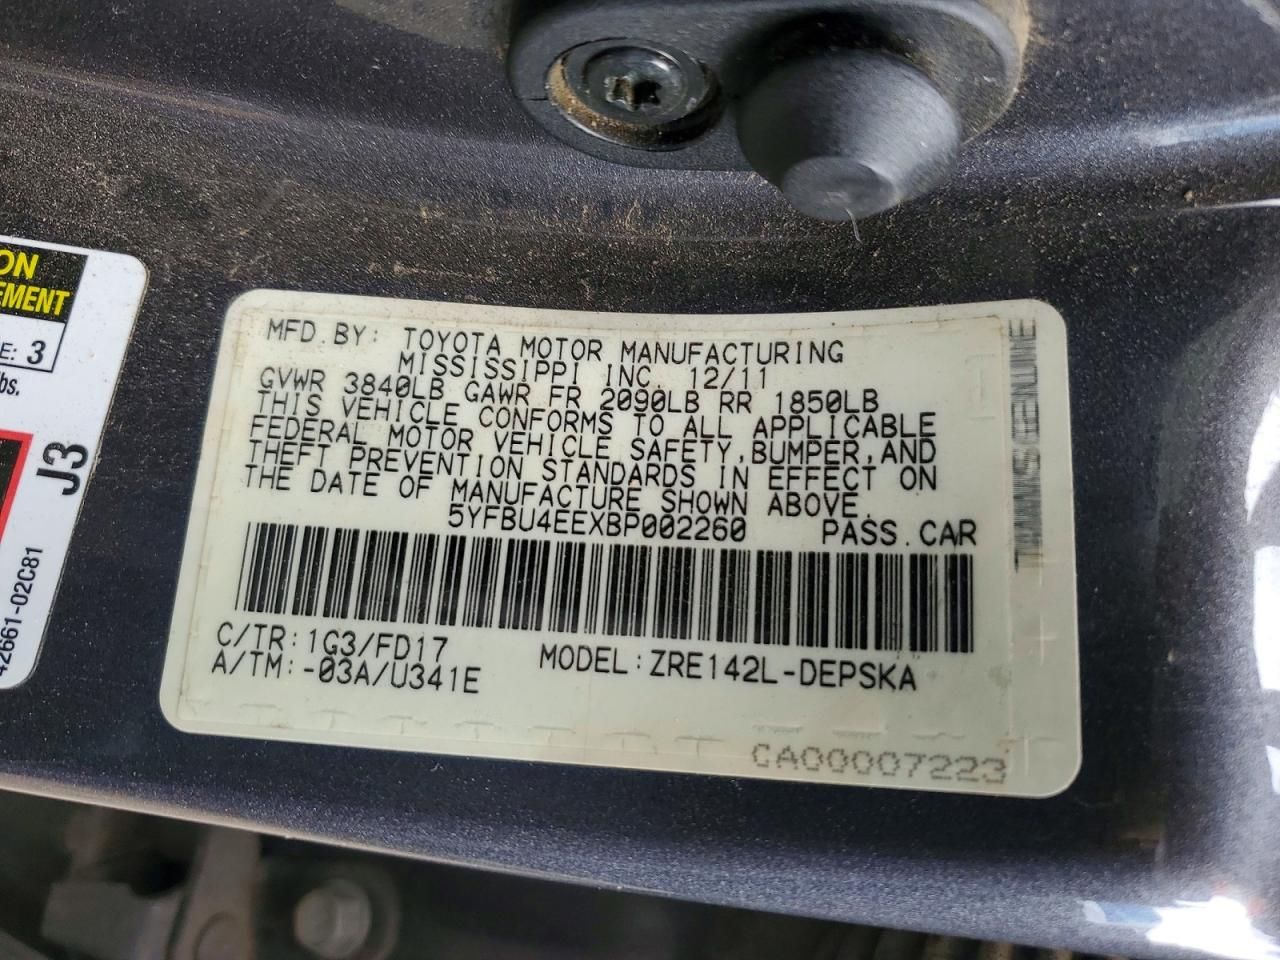 ON
EMENT
E: 3
lbs.
J3
42661-02C81
MFD.BY: TOYOTA MOTOR MANUFACTURING
MISSISSIPPI INC. 12/11
GVWR 3840LB GAWR FR 2090LB RR 1850LB
THIS VEHICLE CONFORMS TO ALL APPLICABLE
FEDERAL MOTOR VEHICLE SAFETY,BUMPER,AND
THEFT PREVENTION STANDARDS IN EFFECT ON
THE DATE OF MANUFACTURE SHOWN ABOVE.
5YFBU4EEXBP002260 PASS.CAR
C/TR:1G3/FD17
A/TM:-03A/U341E
MODEL:ZRE142L-DEPSKA
CA00007223